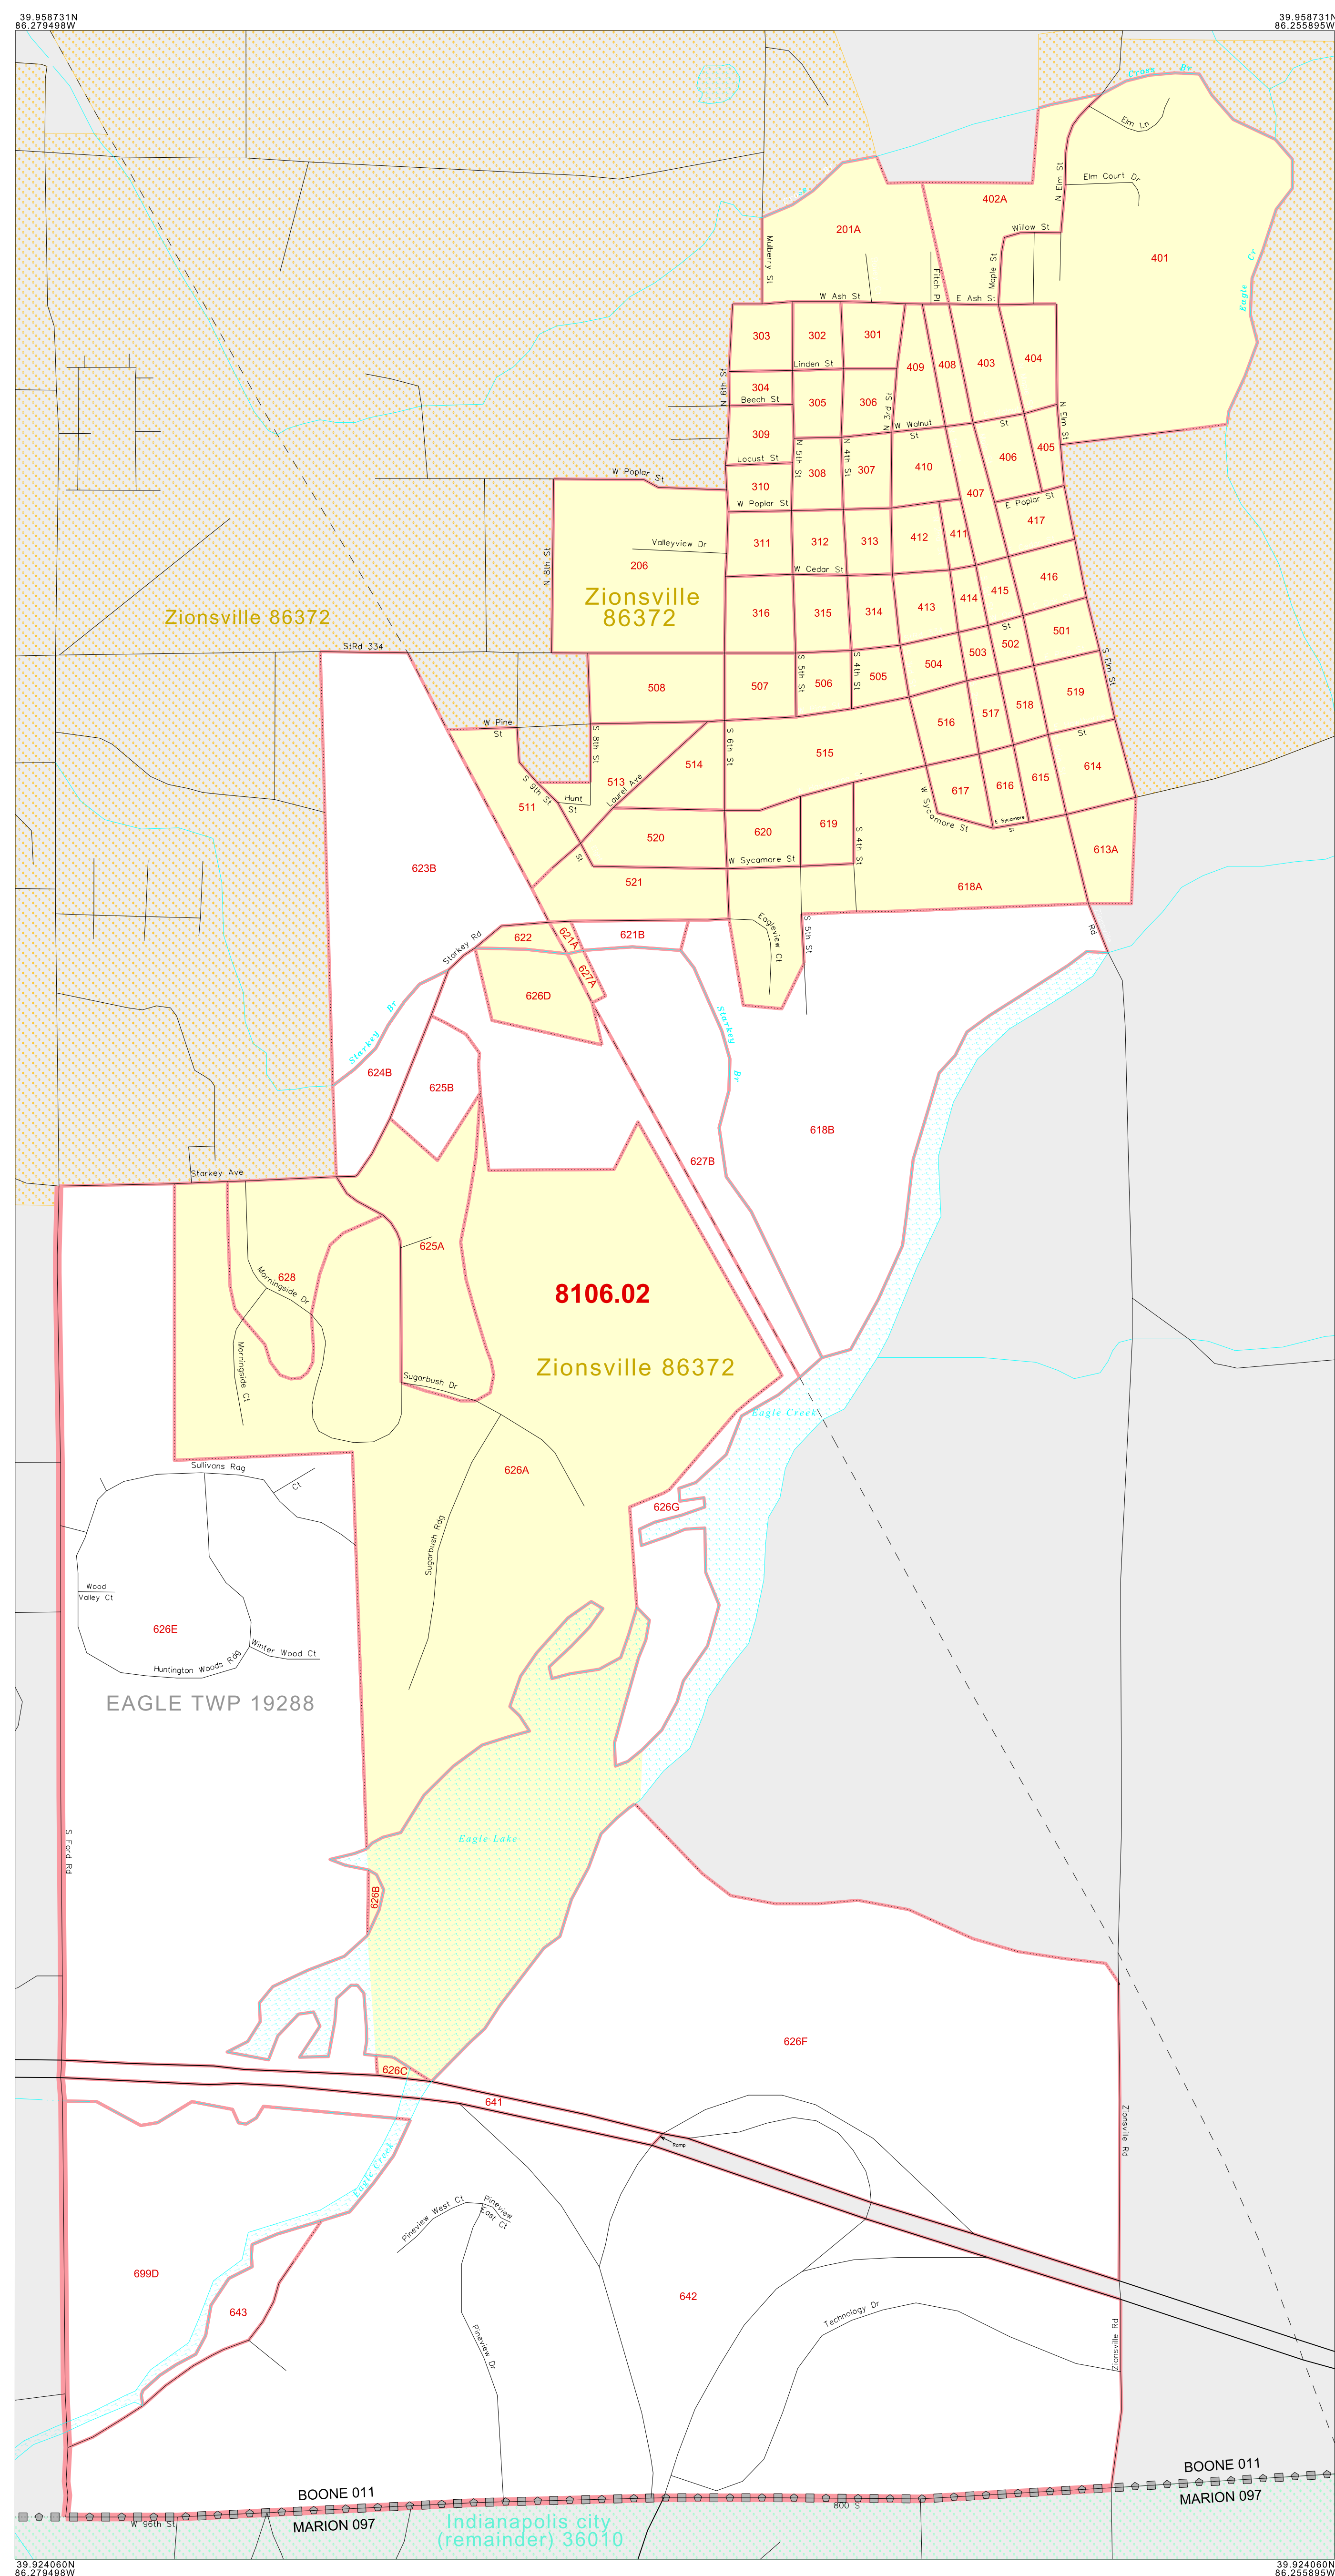 39.958731N
86.279498W
39.958731N
86.255895W
Cruse Br
Elm Ln
N Elm St
Elm Court Dr
402A
Willow St
201A
Mulberry St
Maple St
401
Eagle Cr
Fitch Pl
W Ash St
E Ash St
303
302
301
409
408
403
404
Linden St
N 6th St
304
Beech St
305
306
N 3rd St
W Walnut St
St
N Elm St
309
N 5th St
N 4th St
405
406
Locust St
308
307
410
W Poplar St
310
407
W Poplar St
E Poplar St
417
311
312
313
412
411
Valleyview Dr
N 8th St
206
W Cedar St
416
415
Zionsville
86372
316
315
314
413
414
Zionsville 86372
St
501
StRd 334
502
503
S 5th St
S 4th St
504
S Elm St
508
507
506
505
519
518
517
516
W Pine
St
S 8th St
S 6th St
St
515
513
514
614
615
616
617
S 9th St
Hunt
St
Laurel Ave
511
W Sycamore St
E Sycamore
St
St
520
620
619
S 4th St
613A
W Sycamore St
623B
521
618A
Rd
622
621A
621B
Eagleview Ct
S 5th St
Starkey Rd
627A
626D
Starkey Br
Starkey Br
624B
625B
618B
627B
Starkey Ave
625A
628
Morningside Dr
8106.02
Morningside Ct
Zionsville 86372
Sugarbush Dr
Eagle Creek
Sullivans Rdg
Ct
626A
626G
Sugarbush Rdg
Wood
Valley Ct
626E
Winter Wood Ct
Huntington Woods Rdg
EAGLE TWP 19288
S Ford Rd
Eagle Lake
626B
626F
626C
641
Zionsville Rd
Ramp
Eagle Creek
Pineview West Ct
Pineview
East Ct
699D
642
643
Technology Dr
Pineview Dr
Zionsville Rd
BOONE 011
MARION 097
BOONE 011
MARION 097
800 S
W 96th St
Indianapolis city
(remainder) 36010
39.924060N
86.279498W
39.924060N
86.255895W